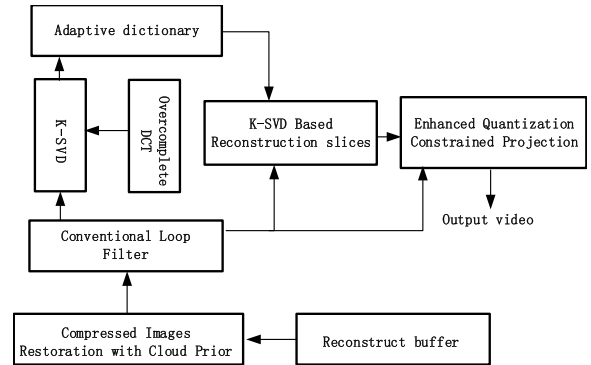 Adaptive dictionary
K-SVD
Overcomplete
DCT
K-SVD Based
Reconstruction slices
Enhanced Quantization
Constrained Projection
Output video
Conventional Loop
Filter
Compressed Images
Restoration with Cloud Prior
Reconstruct buffer